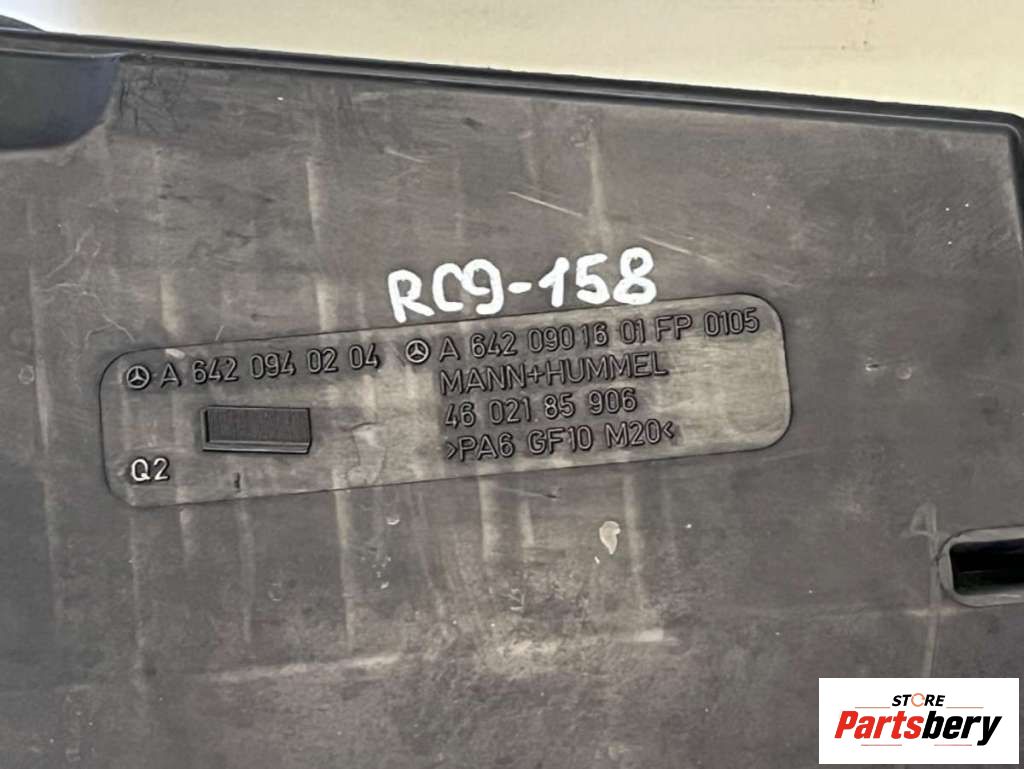 RC9-158
A 642 094 02 04 A 642 090 16 01 FP 0105
MANN+HUMMEL
46 021 85 906
>PA6 GF10 M20<
Q2
STORE
Partsbery